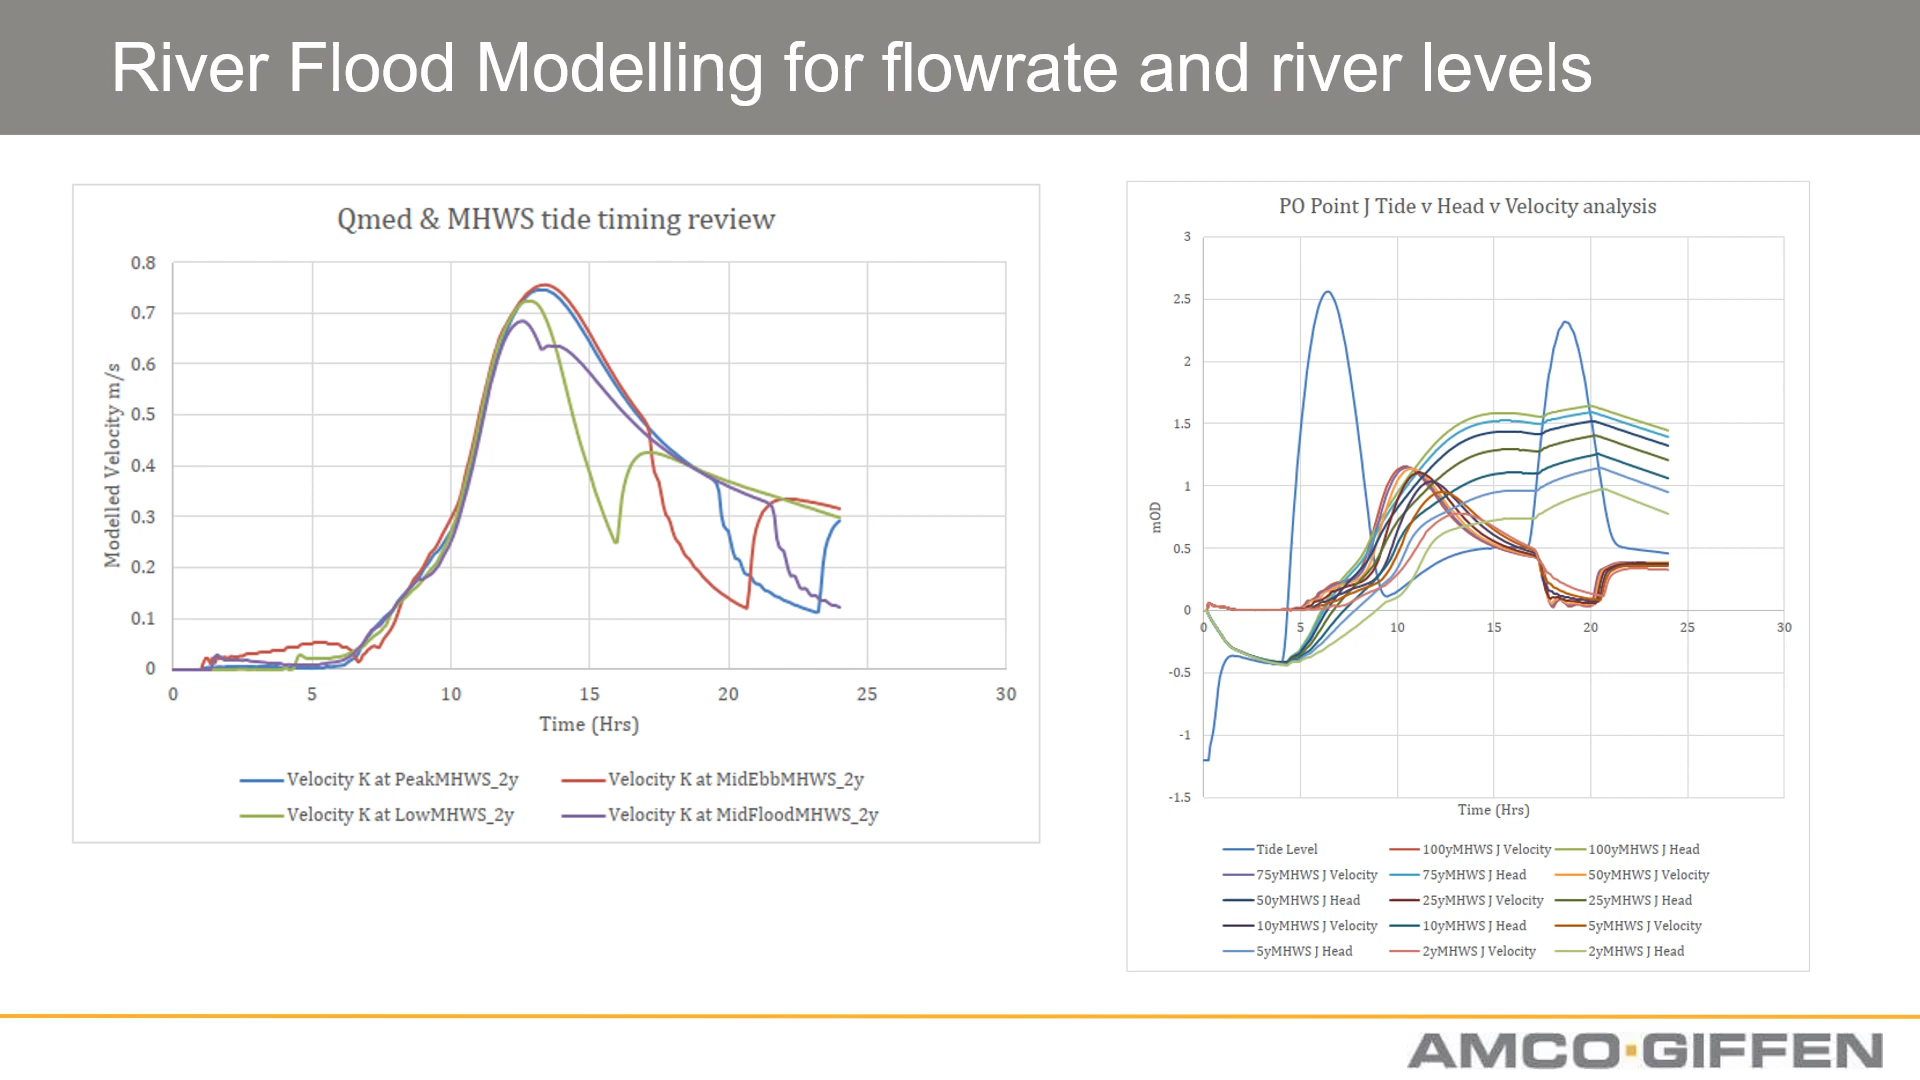 River Flood Modelling for flowrate and river levels
Qmed & MHWS tide timing review
0.8
0.7
0.6
0.5
0.4
0.3
0.2
0.1
0
Modelled Velocity m/s
0 5 10 15 20 25 30
Time (Hrs)
Velocity K at PeakMHWS_2y Velocity K at MidEbbMHWS_2y
Velocity K at LowMHWS_2y Velocity K at MidFloodMHWS_2y
PO Point J Tide v Head v Velocity analysis
3
2.5
2
1.5
1
0.5
0
-0.5
-1
-1.5
mOD
0 5 10 15 20 25 30
Time (Hrs)
Tide Level 100yMHWS J Velocity 100yMHWS J Head
75yMHWS J Velocity 75yMHWS J Head 50yMHWS J Velocity
50yMHWS J Head 25yMHWS J Velocity 25yMHWS J Head
10yMHWS J Velocity 10yMHWS J Head 5yMHWS J Velocity
5yMHWS J Head 2yMHWS J Velocity 2yMHWS J Head
AMCO·GIFFEN